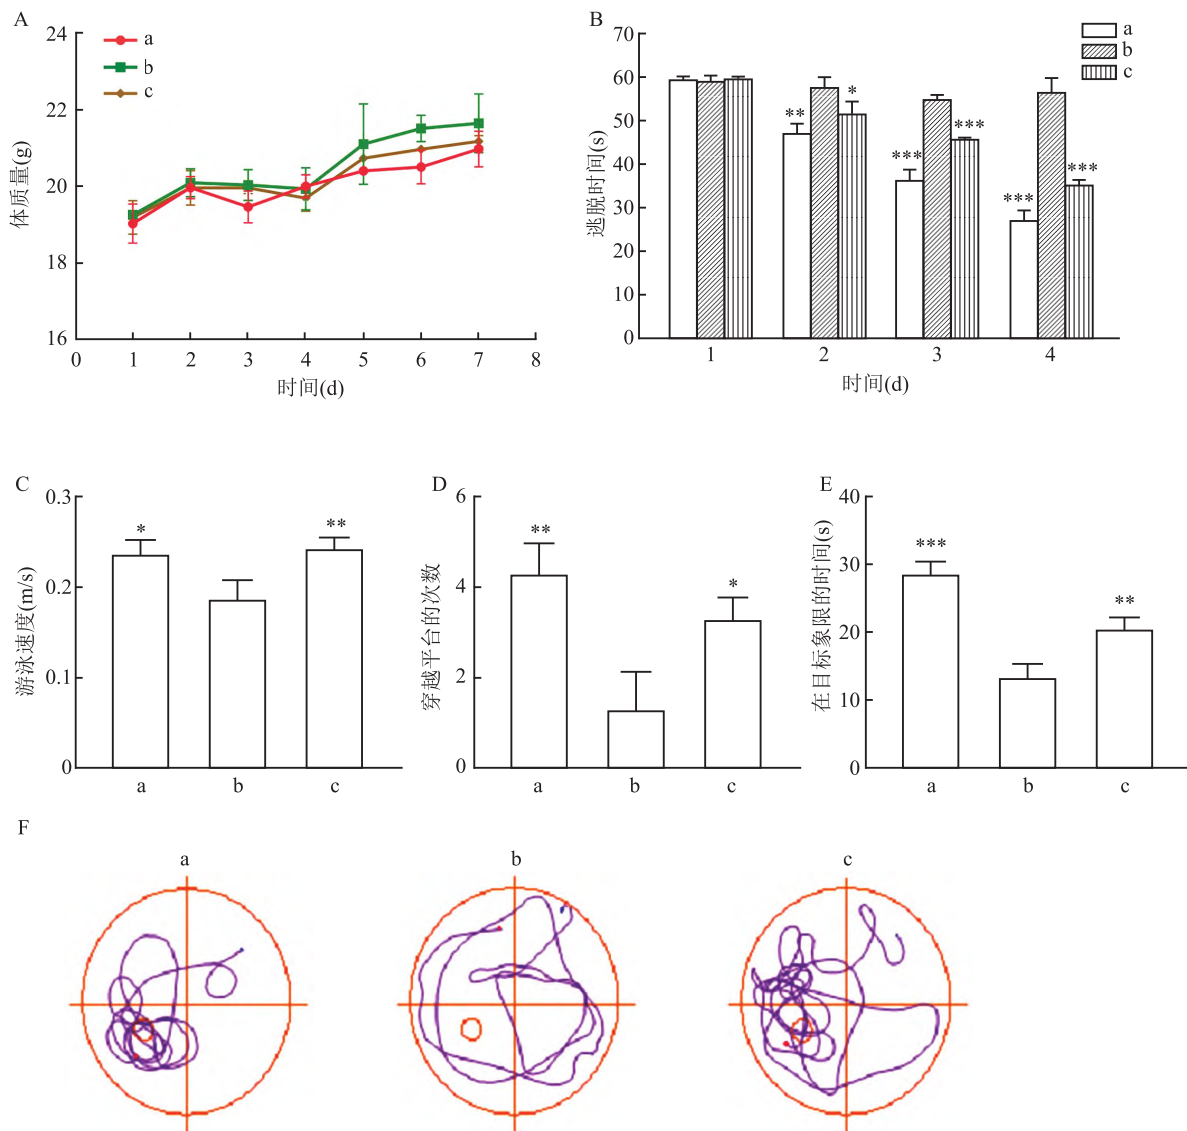 A
24
22
20
18
16
体质量(g)
a
b
c
0 1 2 3 4 5 6 7 8
时间(d)
B
70
60
50
40
30
20
10
0
逃脱时间(s)
a
b
c
** *
*** ***
*** ***
1 2 3 4
时间(d)
C
0.3
0.2
0.1
0
游泳速度(m/s)
* **
a b c
D
6
4
2
0
穿越平台的次数
** *
a b c
E
40
30
20
10
0
在目标象限的时间(s)
*** **
a b c
F
a b c